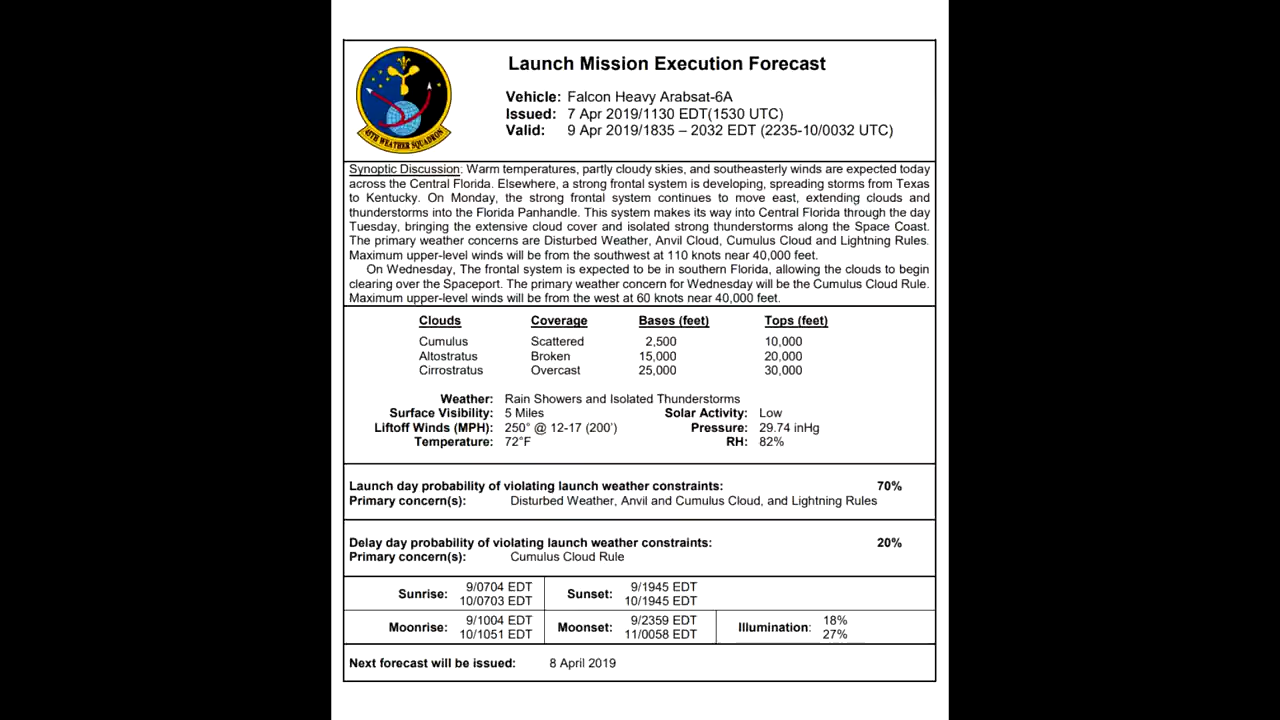 Launch Mission Execution Forecast
Vehicle: Falcon Heavy Arabsat-6A
Issued: 7 Apr 2019/1130 EDT(1530 UTC)
Valid: 9 Apr 2019/1835 – 2032 EDT (2235-10/0032 UTC)
45TH WEATHER SQUADRON
Synoptic Discussion: Warm temperatures, partly cloudy skies, and southeasterly winds are expected today
across the Central Florida. Elsewhere, a strong frontal system is developing, spreading storms from Texas
to Kentucky. On Monday, the strong frontal system continues to move east, extending clouds and
thunderstorms into the Florida Panhandle. This system makes its way into Central Florida through the day
Tuesday, bringing the extensive cloud cover and isolated strong thunderstorms along the Space Coast.
The primary weather concerns are Disturbed Weather, Anvil Cloud, Cumulus Cloud and Lightning Rules.
Maximum upper-level winds will be from the southwest at 110 knots near 40,000 feet.
On Wednesday, The frontal system is expected to be in southern Florida, allowing the clouds to begin
clearing over the Spaceport. The primary weather concern for Wednesday will be the Cumulus Cloud Rule.
Maximum upper-level winds will be from the west at 60 knots near 40,000 feet.
Clouds Coverage Bases (feet) Tops (feet)
Cumulus Scattered 2,500 10,000
Altostratus Broken 15,000 20,000
Cirrostratus Overcast 25,000 30,000
Weather: Rain Showers and Isolated Thunderstorms
Surface Visibility: 5 Miles Solar Activity: Low
Liftoff Winds (MPH): 250° @ 12-17 (200') Pressure: 29.74 inHg
Temperature: 72°F RH: 82%
Launch day probability of violating launch weather constraints: 70%
Primary concern(s): Disturbed Weather, Anvil and Cumulus Cloud, and Lightning Rules
Delay day probability of violating launch weather constraints: 20%
Primary concern(s): Cumulus Cloud Rule
Sunrise: 9/0704 EDT Sunset: 9/1945 EDT
10/0703 EDT 10/1945 EDT
Moonrise: 9/1004 EDT Moonset: 9/2359 EDT Illumination: 18%
10/1051 EDT 11/0058 EDT 27%
Next forecast will be issued: 8 April 2019